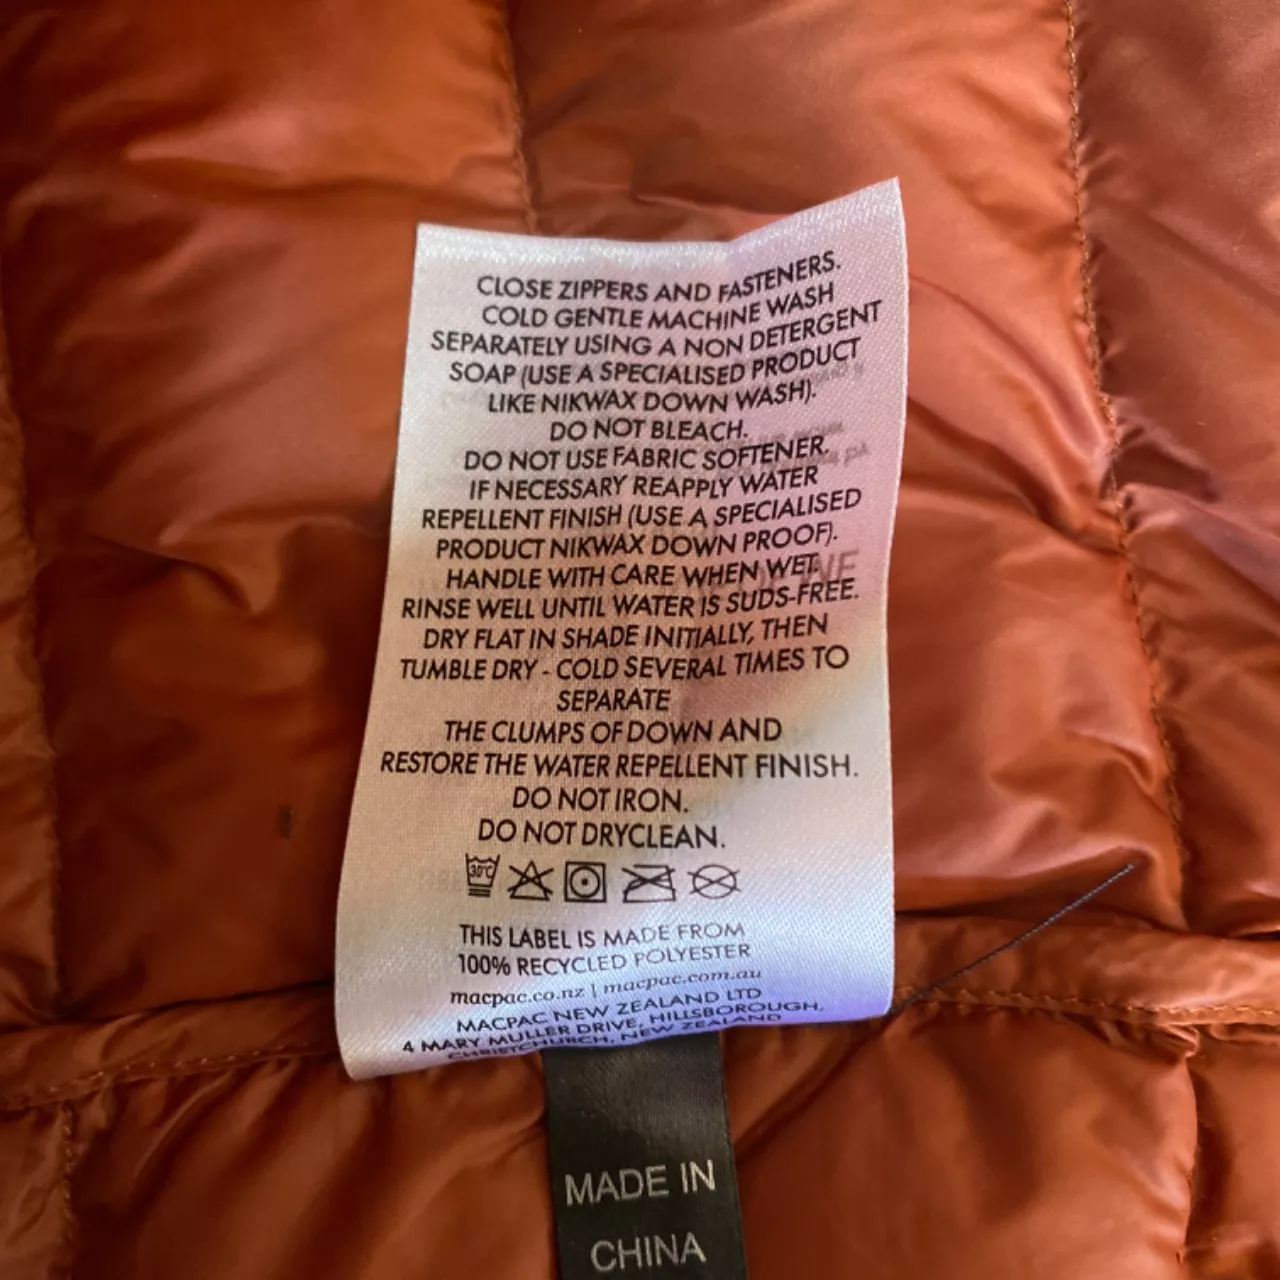 CLOSE ZIPPERS AND FASTENERS.
COLD GENTLE MACHINE WASH
SEPARATELY USING A NON DETERGENT
SOAP (USE A SPECIALISED PRODUCT
LIKE NIKWAX DOWN WASH).
DO NOT BLEACH.
DO NOT USE FABRIC SOFTENER.
IF NECESSARY REAPPLY WATER
REPELLENT FINISH (USE A SPECIALISED
PRODUCT NIKWAX DOWN PROOF).
HANDLE WITH CARE WHEN WET.
RINSE WELL UNTIL WATER IS SUDS-FREE.
DRY FLAT IN SHADE INITIALLY, THEN
TUMBLE DRY - COLD SEVERAL TIMES TO
SEPARATE
THE CLUMPS OF DOWN AND
RESTORE THE WATER REPELLENT FINISH.
DO NOT IRON.
DO NOT DRYCLEAN.
30°C
THIS LABEL IS MADE FROM
100% RECYCLED POLYESTER
macpac.co.nz | macpac.com.au
MACPAC NEW ZEALAND LTD
4 MARY MULLER DRIVE, HILLSBOROUGH,
CHRISTCHURCH, NEW ZEALAND
MADE IN
CHINA